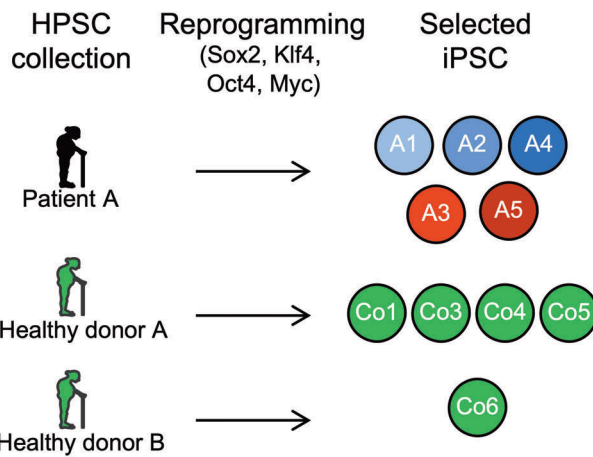 HPSC
collection
Reprogramming
(Sox2, Klf4,
Oct4, Myc)
Selected
iPSC
Patient A
A1 A2 A4
A3 A5
Healthy donor A
Co1 Co3 Co4 Co5
Healthy donor B
Co6